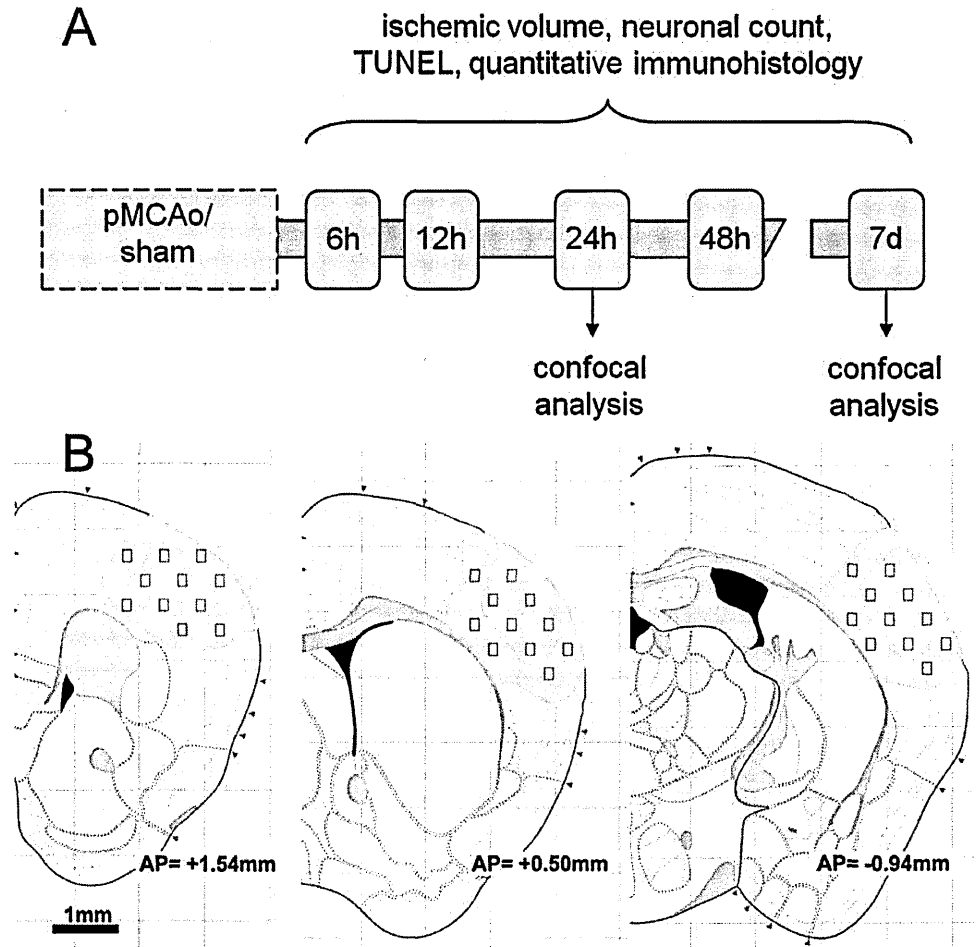 A
ischemic volume, neuronal count,
TUNEL, quantitative immunohistology
pMCAo/
sham
6h
12h
24h
48h
7d
confocal
analysis
confocal
analysis
B
AP= +1.54mm
AP= +0.50mm
AP= -0.94mm
1mm